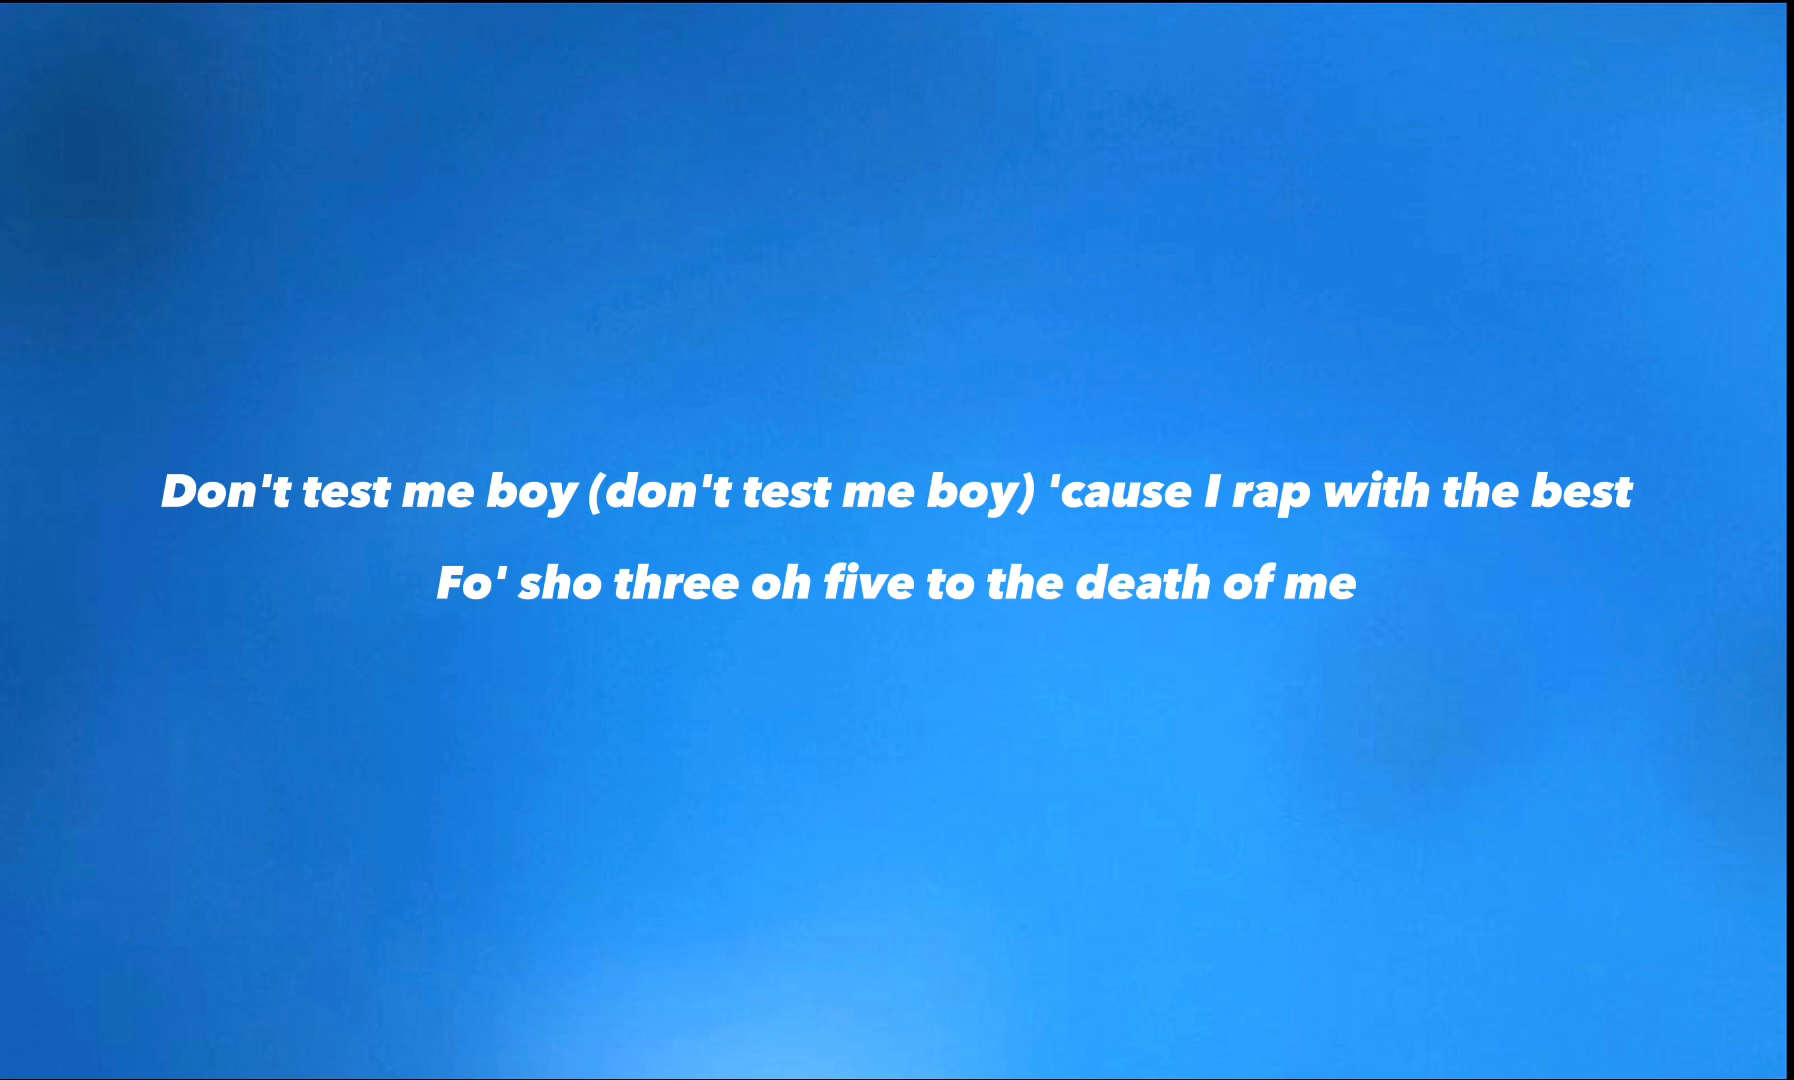 Don't test me boy (don't test me boy) 'cause I rap with the best
Fo' sho three oh five to the death of me